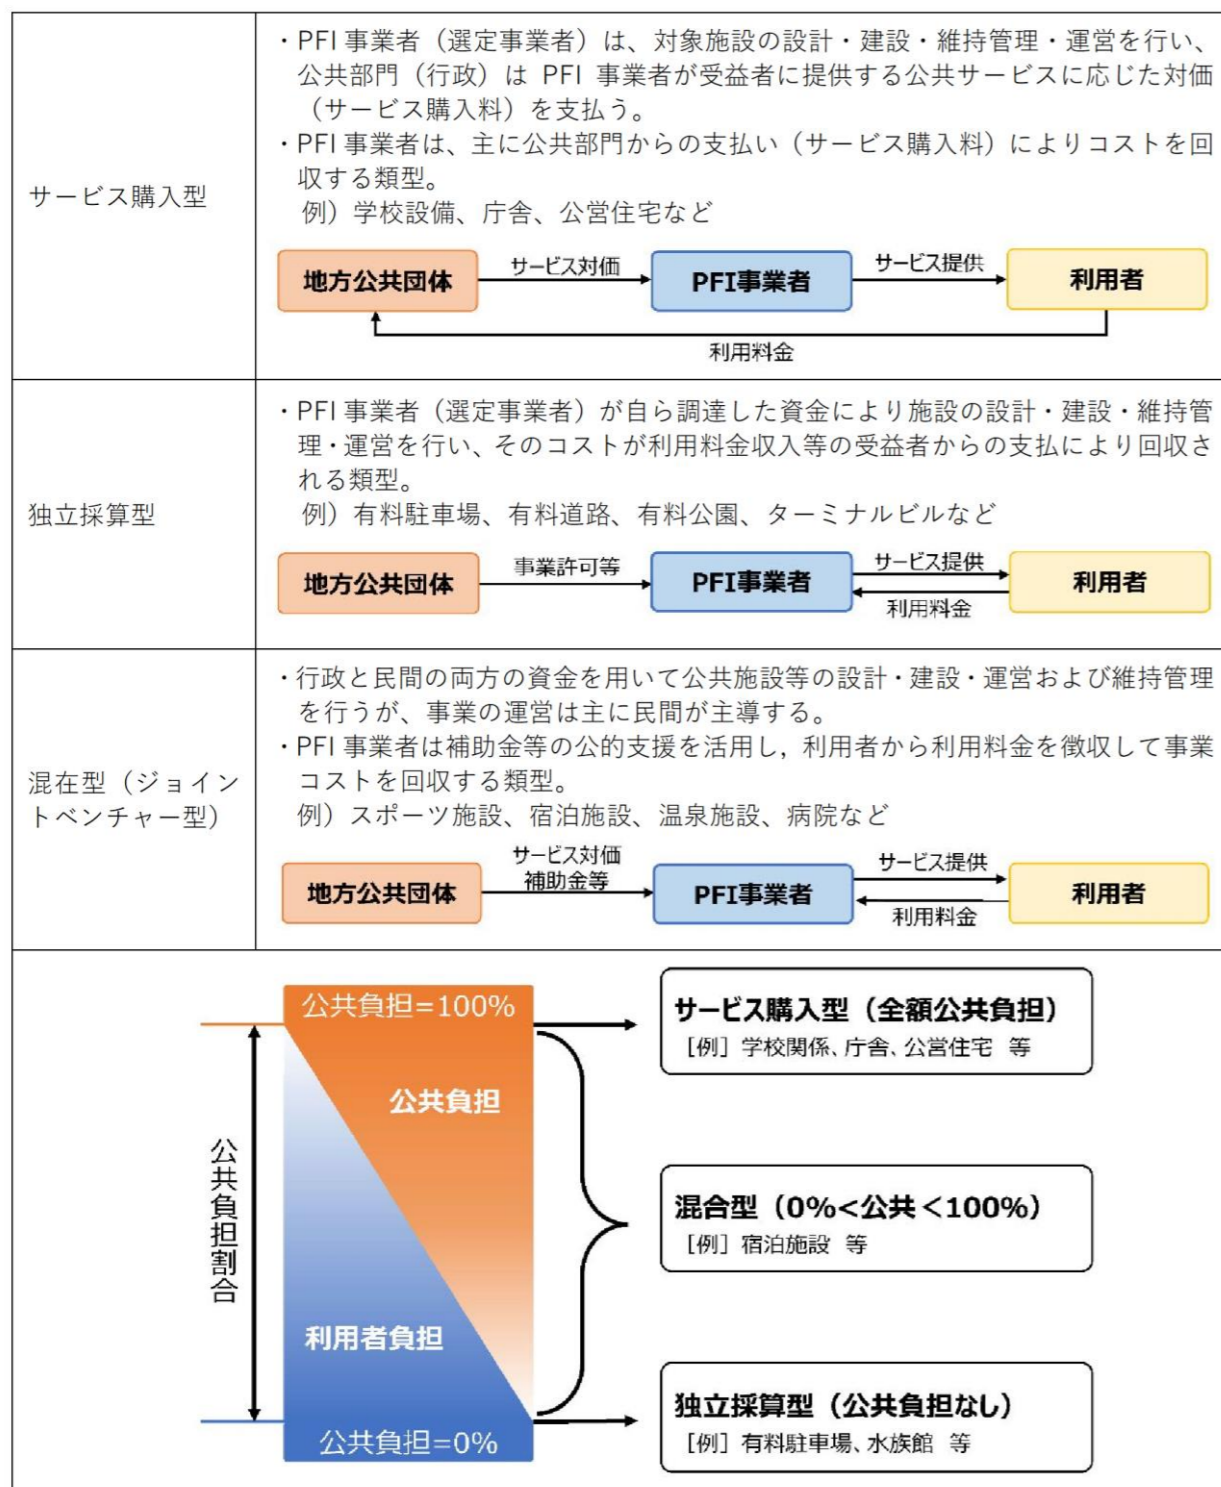 サービス購入型
・PFI 事業者（選定事業者）は、対象施設の設計・建設・維持管理・運営を行い、
公共部門（行政）は PFI 事業者が受益者に提供する公共サービスに応じた対価
（サービス購入料）を支払う。
・PFI 事業者は、主に公共部門からの支払い（サービス購入料）によりコストを回
収する類型。
例）学校設備、庁舎、公営住宅など
地方公共団体
サービス対価
PFI事業者
サービス提供
利用者
利用料金
独立採算型
・PFI 事業者（選定事業者）が自ら調達した資金により施設の設計・建設・維持管
理・運営を行い、そのコストが利用料金収入等の受益者からの支払により回収さ
れる類型。
例）有料駐車場、有料道路、有料公園、ターミナルビルなど
地方公共団体
事業許可等
PFI事業者
サービス提供
利用料金
利用者
混在型（ジョイン
トベンチャー型）
・行政と民間の両方の資金を用いて公共施設等の設計・建設・運営および維持管理
を行うが、事業の運営は主に民間が主導する。
・PFI 事業者は補助金等の公的支援を活用し，利用者から利用料金を徴収して事業
コストを回収する類型。
例）スポーツ施設、宿泊施設、温泉施設、病院など
地方公共団体
サービス対価
補助金等
PFI事業者
サービス提供
利用料金
利用者
公共負担割合
公共負担=100%
公共負担
利用者負担
公共負担=0%
サービス購入型（全額公共負担）
［例］学校関係、庁舎、公営住宅 等
混合型（0%<公共＜100%）
［例］宿泊施設 等
独立採算型（公共負担なし）
［例］有料駐車場、水族館 等